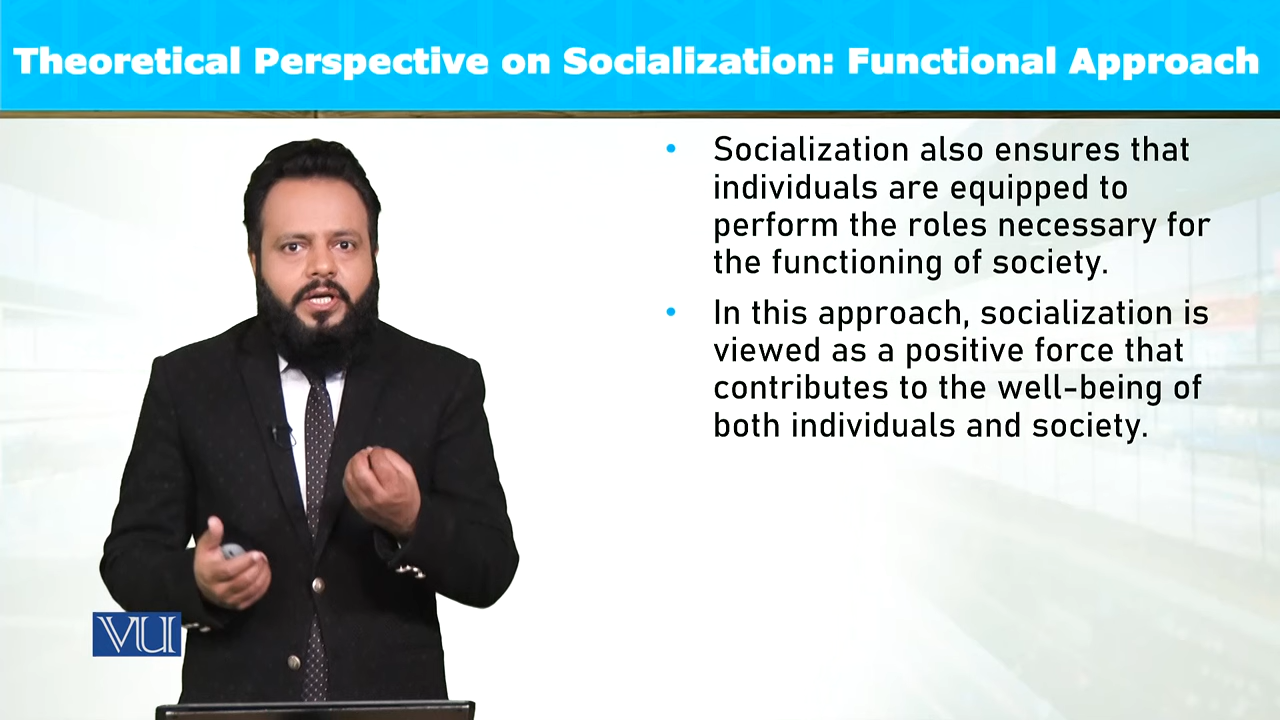 Theoretical Perspective on Socialization: Functional Approach
• Socialization also ensures that
individuals are equipped to
perform the roles necessary for
the functioning of society.
• In this approach, socialization is
viewed as a positive force that
contributes to the well-being of
both individuals and society.
VU